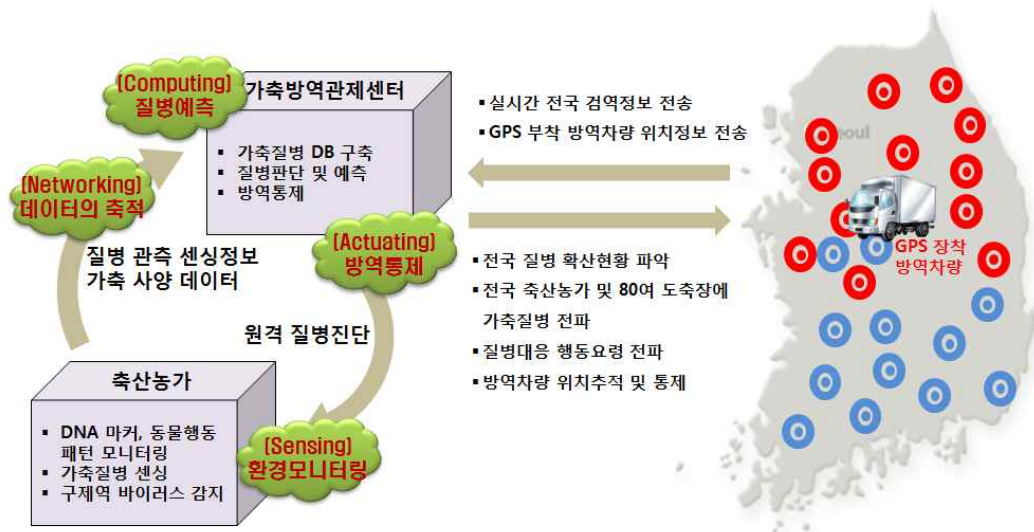 [Computing]
질병예측
가축방역관제센터
▪ 가축질병 DB 구축
▪ 질병판단 및 예측
▪ 방역통제
[Networking]
데이터의 축적
[Actuating]
방역통제
질병 관측 센싱정보
가축 사양 데이터
원격 질병진단
축산농가
▪ DNA 마커, 동물행동
패턴 모니터링
▪ 가축질병 센싱
▪ 구제역 바이러스 감지
[Sensing]
환경모니터링
▪ 실시간 전국 검역정보 전송
▪ GPS 부착 방역차량 위치정보 전송
▪ 전국 질병 확산현황 파악
▪ 전국 축산농가 및 80여 도축장에
가축질병 전파
▪ 질병대응 행동요령 전파
▪ 방역차량 위치추적 및 통제
GPS 장착
방역차량